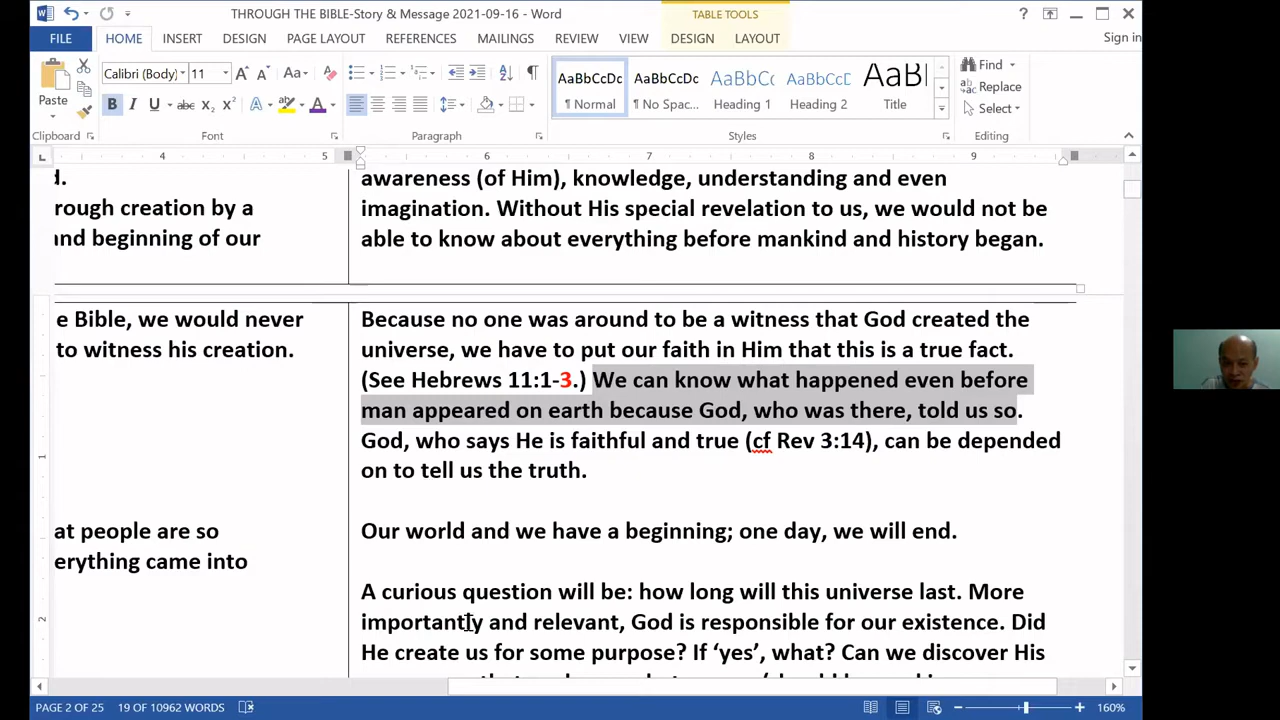 THROUGH THE BIBLE-Story & Message 2021-09-16 - Word
TABLE TOOLS
Sign in
FILE HOME INSERT DESIGN PAGE LAYOUT REFERENCES MAILINGS REVIEW VIEW DESIGN LAYOUT
Calibri (Body) 11
Paste
Clipboard
Font
Paragraph
AaBbCcDc AaBbCcDc AaBbCc AaBbCcD AaBl
¶ Normal ¶ No Spac... Heading 1 Heading 2 Title
Styles
Find
Replace
Select
Editing
4 5 6 7 8 9
d.
rough creation by a
and beginning of our
awareness (of Him), knowledge, understanding and even
imagination. Without His special revelation to us, we would not be
able to know about everything before mankind and history began.
e Bible, we would never
to witness his creation.
at people are so
erything came into
Because no one was around to be a witness that God created the
universe, we have to put our faith in Him that this is a true fact.
(See Hebrews 11:1-3.) We can know what happened even before
man appeared on earth because God, who was there, told us so.
God, who says He is faithful and true (cf Rev 3:14), can be depended
on to tell us the truth.
Our world and we have a beginning; one day, we will end.
A curious question will be: how long will this universe last. More
importantly and relevant, God is responsible for our existence. Did
He create us for some purpose? If ‘yes’, what? Can we discover His
1
2
PAGE 2 OF 25 19 OF 10962 WORDS
160%